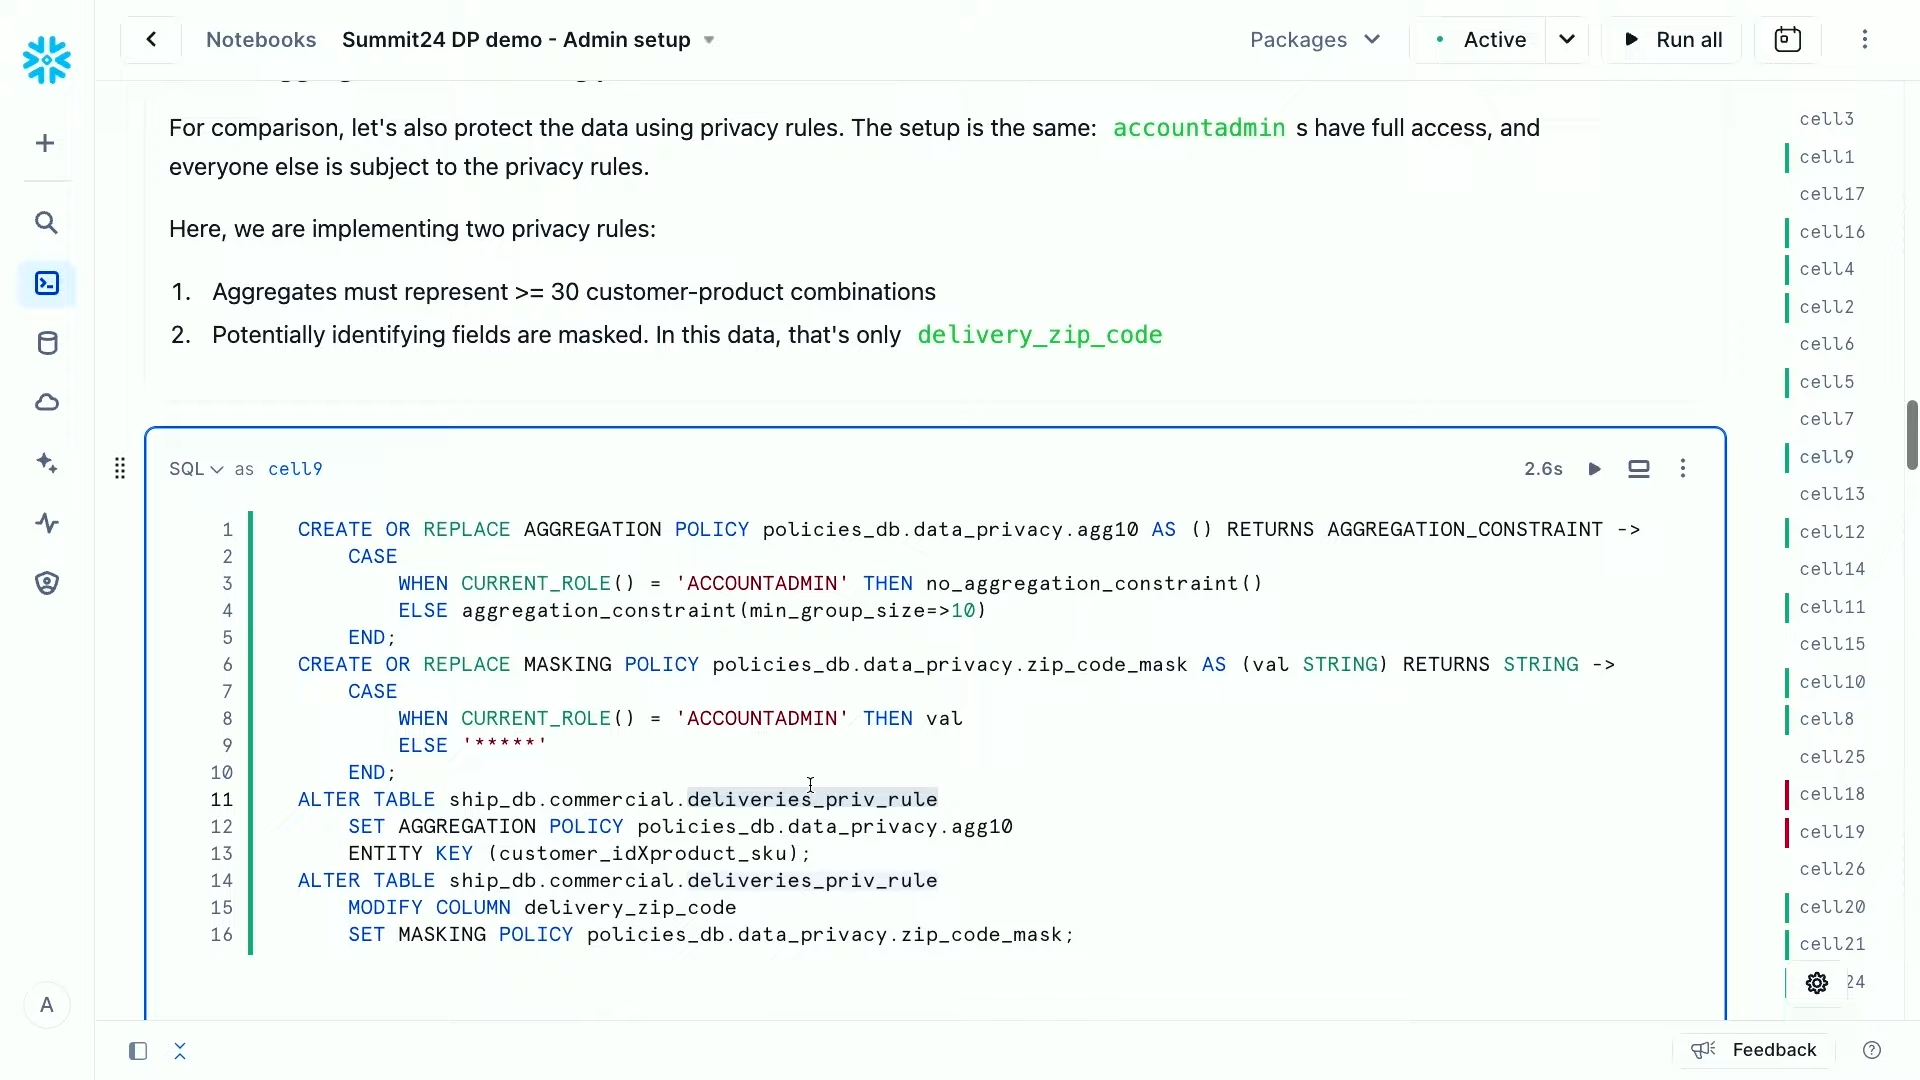 Notebooks
Summit24 DP demo - Admin setup
Packages
Active
Run all
For comparison, let's also protect the data using privacy rules. The setup is the same: accountadmin s have full access, and
everyone else is subject to the privacy rules.
Here, we are implementing two privacy rules:
1. Aggregates must represent >= 30 customer-product combinations
2. Potentially identifying fields are masked. In this data, that's only delivery_zip_code
SQL as cell9
2.6s
1 CREATE OR REPLACE AGGREGATION POLICY policies_db.data_privacy.agg10 AS () RETURNS AGGREGATION_CONSTRAINT ->
2 CASE
3 WHEN CURRENT_ROLE() = 'ACCOUNTADMIN' THEN no_aggregation_constraint()
4 ELSE aggregation_constraint(min_group_size=>10)
5 END;
6 CREATE OR REPLACE MASKING POLICY policies_db.data_privacy.zip_code_mask AS (val STRING) RETURNS STRING ->
7 CASE
8 WHEN CURRENT_ROLE() = 'ACCOUNTADMIN' THEN val
9 ELSE '*****'
10 END;
11 ALTER TABLE ship_db.commercial.deliveries_priv_rule
12 SET AGGREGATION POLICY policies_db.data_privacy.agg10
13 ENTITY KEY (customer_idXproduct_sku);
14 ALTER TABLE ship_db.commercial.deliveries_priv_rule
15 MODIFY COLUMN delivery_zip_code
16 SET MASKING POLICY policies_db.data_privacy.zip_code_mask;
cell3
cell1
cell17
cell16
cell4
cell2
cell6
cell5
cell7
cell9
cell13
cell12
cell14
cell11
cell15
cell10
cell8
cell25
cell18
cell19
cell26
cell20
cell21
24
A
Feedback